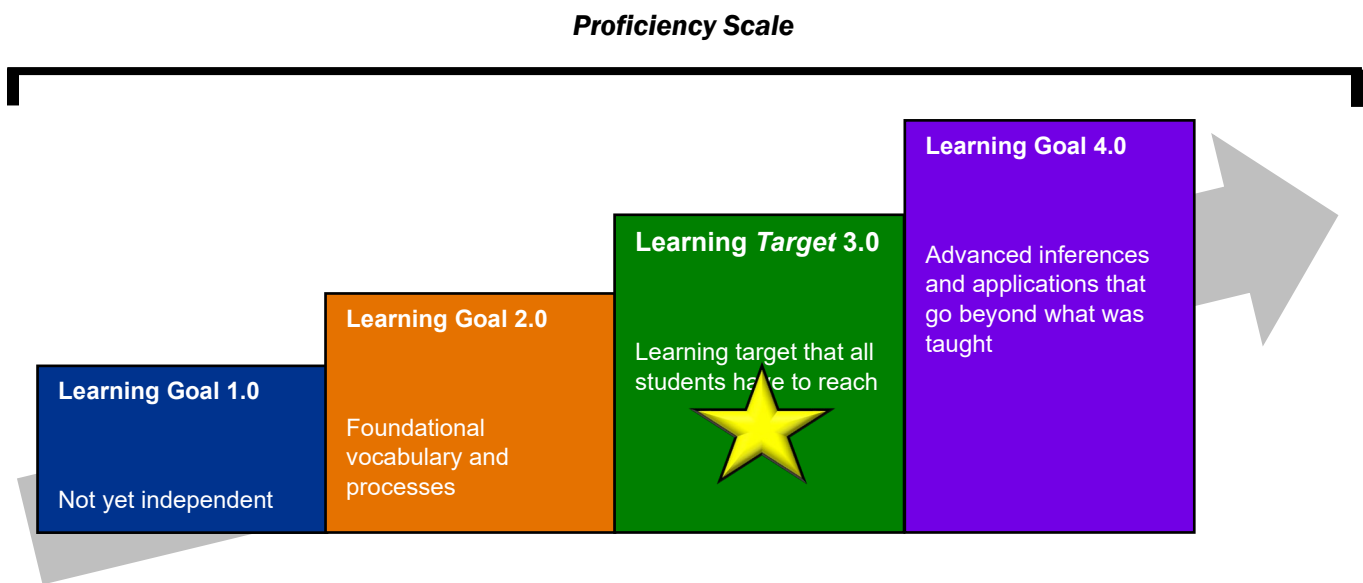 Proficiency Scale
Learning Goal 1.0
Not yet independent
Learning Goal 2.0
Foundational
vocabulary and
processes
Learning Target 3.0
Learning target that all
students have to reach
Learning Goal 4.0
Advanced inferences
and applications that
go beyond what was
taught